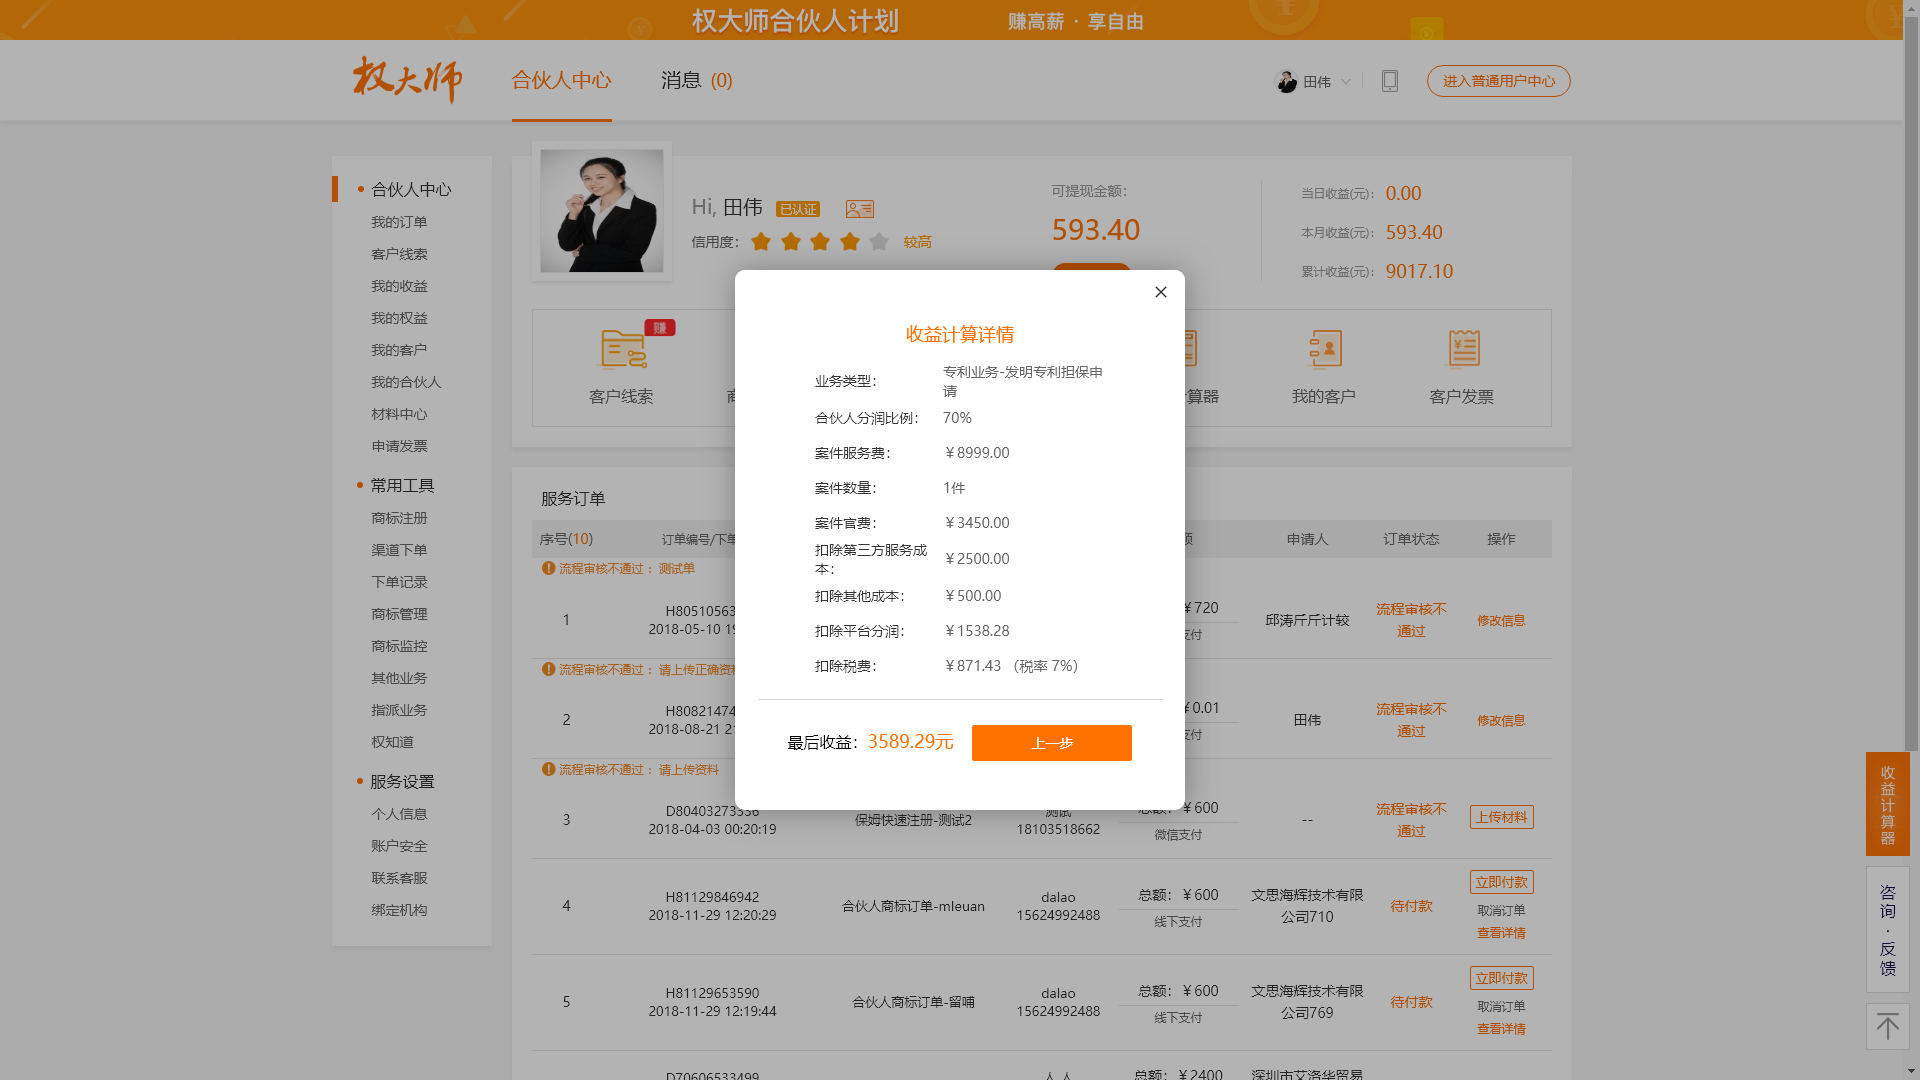 权大师合伙人计划 赚高薪 · 享自由
权大师 合伙人中心 消息 (0) 田伟 进入普通用户中心
合伙人中心
我的订单
客户线索
我的收益
我的权益
我的客户
我的合伙人
材料中心
申请发票
常用工具
商标注册
渠道下单
下单记录
商标管理
商标监控
其他业务
指派业务
权知道
服务设置
个人信息
账户安全
联系客服
绑定机构
Hi, 田伟 已认证
信用度： 较高
可提现金额：
593.40
当日收益(元)： 0.00
本月收益(元)： 593.40
累计收益(元)： 9017.10
赚
客户线索
算器
我的客户
客户发票
收益计算详情
业务类型： 专利业务-发明专利担保申
请
合伙人分润比例： 70%
案件服务费： ￥8999.00
案件数量： 1件
案件官费： ￥3450.00
扣除第三方服务成
本： ￥2500.00
扣除其他成本： ￥500.00
扣除平台分润： ￥1538.28
扣除税费： ￥871.43 （税率 7%）
最后收益： 3589.29元 上一步
服务订单
序号(10) 订单编号/下单 申请人 订单状态 操作
流程审核不通过 ： 测试单
1 H80510563
2018-05-10 19:
￥720
支付
邱涛斤斤计较
流程审核不
通过
修改信息
流程审核不通过 ： 请上传正确资料
2 H80821474
2018-08-21 21
￥0.01
支付
田伟
流程审核不
通过
修改信息
流程审核不通过 ： 请上传资料
3 D80403273356
2018-04-03 00:20:19
保姆快速注册-测试2
测试
18103518662
总额：￥600
微信支付
--
流程审核不
通过
上传材料
4 H81129846942
2018-11-29 12:20:29
合伙人商标订单-mleuan
dalao
15624992488
总额：￥600
线下支付
文思海辉技术有限
公司710
待付款
立即付款
取消订单
查看详情
5 H81129653590
2018-11-29 12:19:44
合伙人商标订单-留哺
dalao
15624992488
总额：￥600
线下支付
文思海辉技术有限
公司769
待付款
立即付款
取消订单
查看详情
D70606533499 总额：￥2400 深圳市艾洛华贸易
收益计算器
咨询·反馈